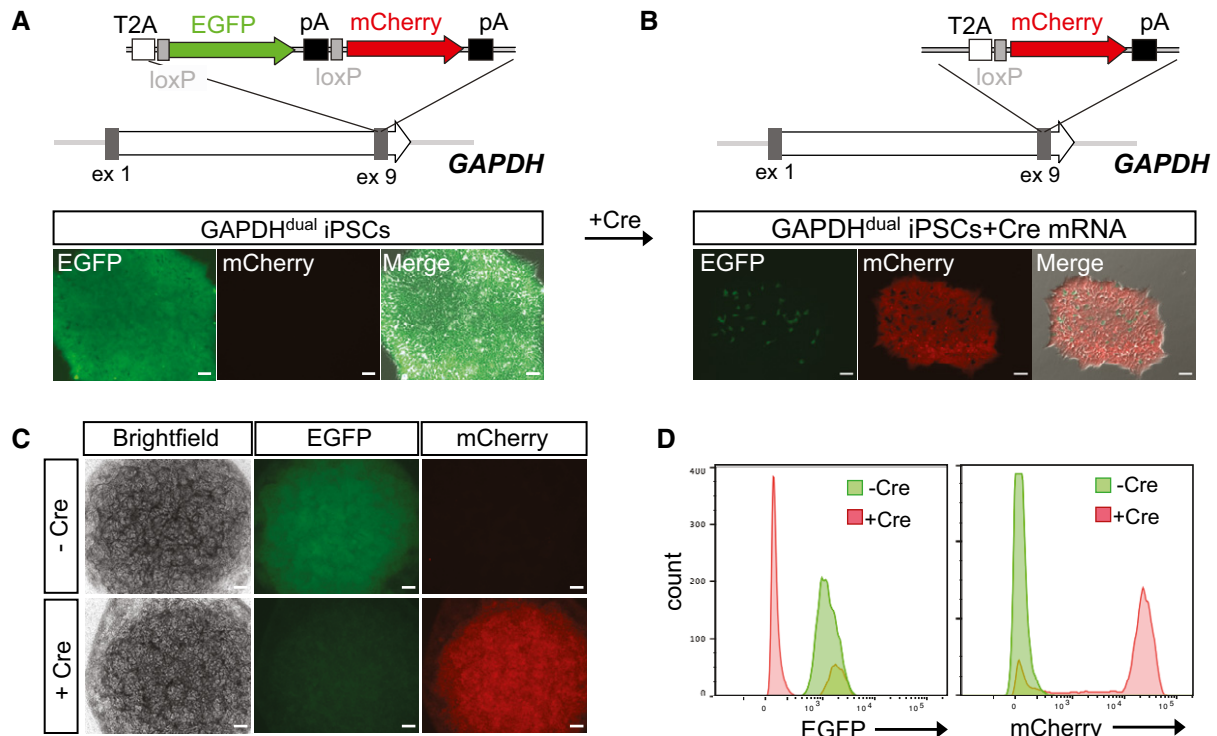 A
T2A EGFP pA mCherry pA
loxP loxP
ex 1 ex 9 GAPDH
GAPDHdual iPSCs
EGFP mCherry Merge
+Cre
B
T2A mCherry pA
loxP
ex 1 ex 9 GAPDH
GAPDHdual iPSCs+Cre mRNA
EGFP mCherry Merge
C
Brightfield EGFP mCherry
- Cre
+ Cre
D
count
400
300
200
100
0
-Cre
+Cre
0 10³ 10⁴ 10⁵
EGFP
-Cre
+Cre
0 10³ 10⁴ 10⁵
mCherry